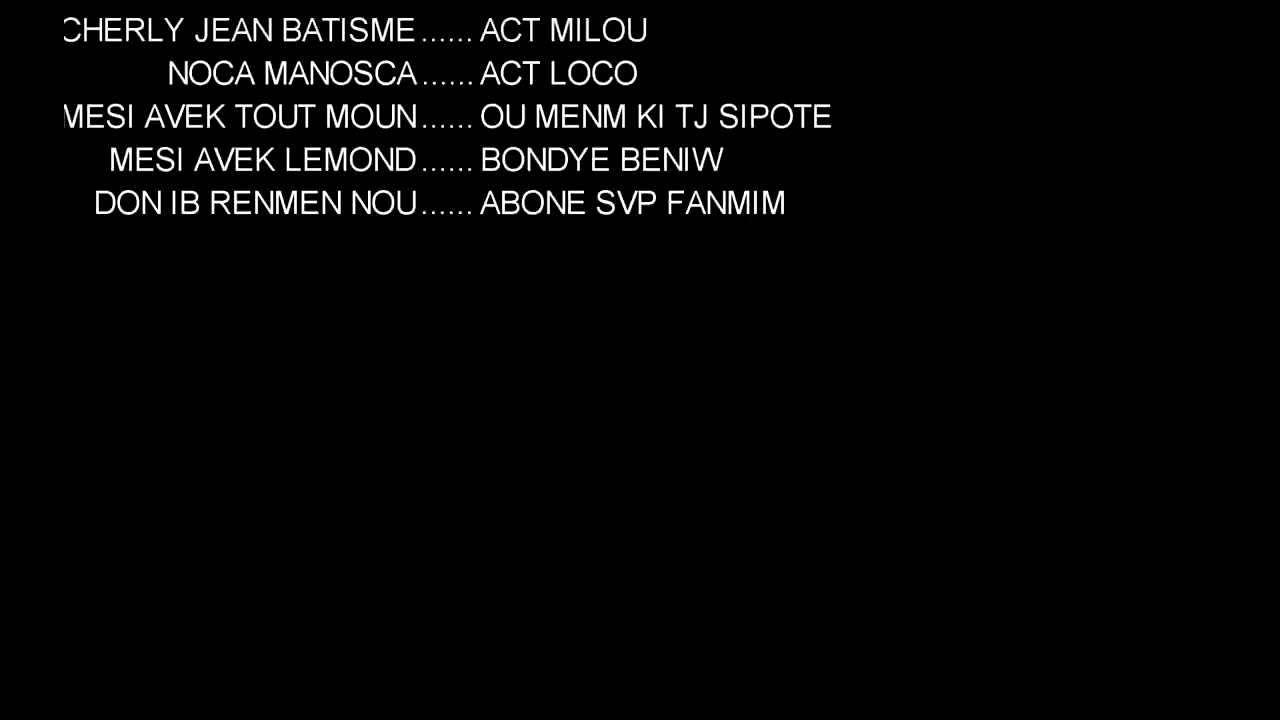 CHERLY JEAN BATISME...... ACT MILOU
NOCA MANOSCA...... ACT LOCO
MESI AVEK TOUT MOUN...... OU MENM KI TJ SIPOTE
MESI AVEK LEMOND...... BONDYE BENIW
DON IB RENMEN NOU...... ABONE SVP FANMIM